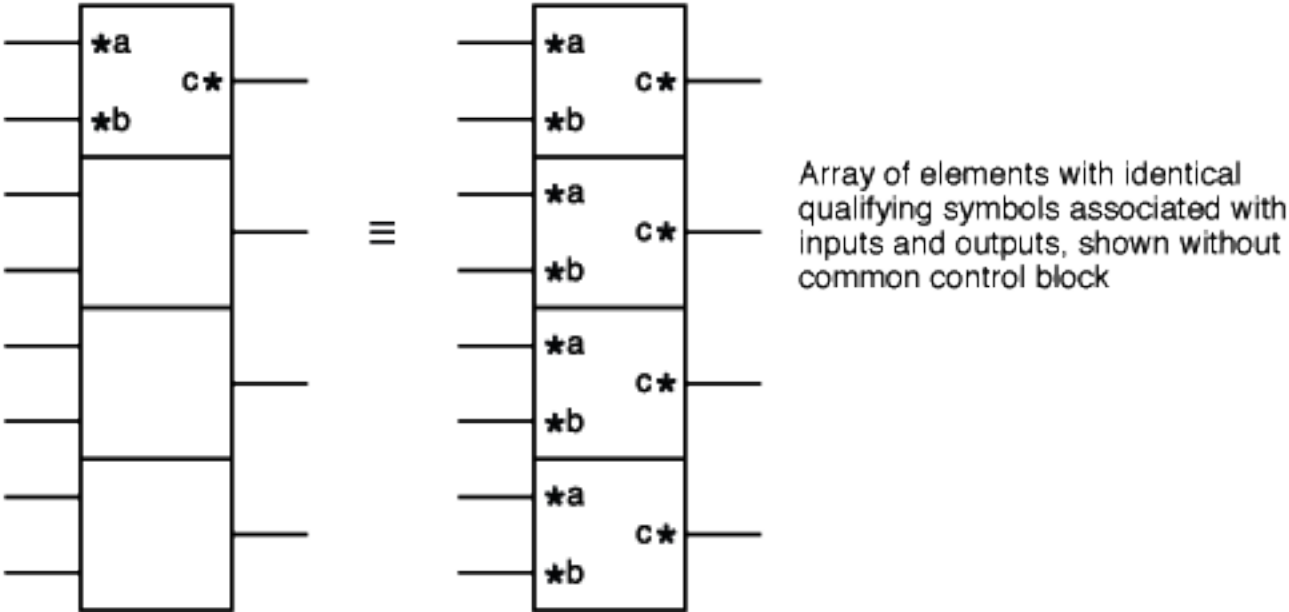 ★a
c★
★b
≡
★a
c★
★b
★a
c★
★b
★a
c★
★b
★a
c★
★b
Array of elements with identical
qualifying symbols associated with
inputs and outputs, shown without
common control block